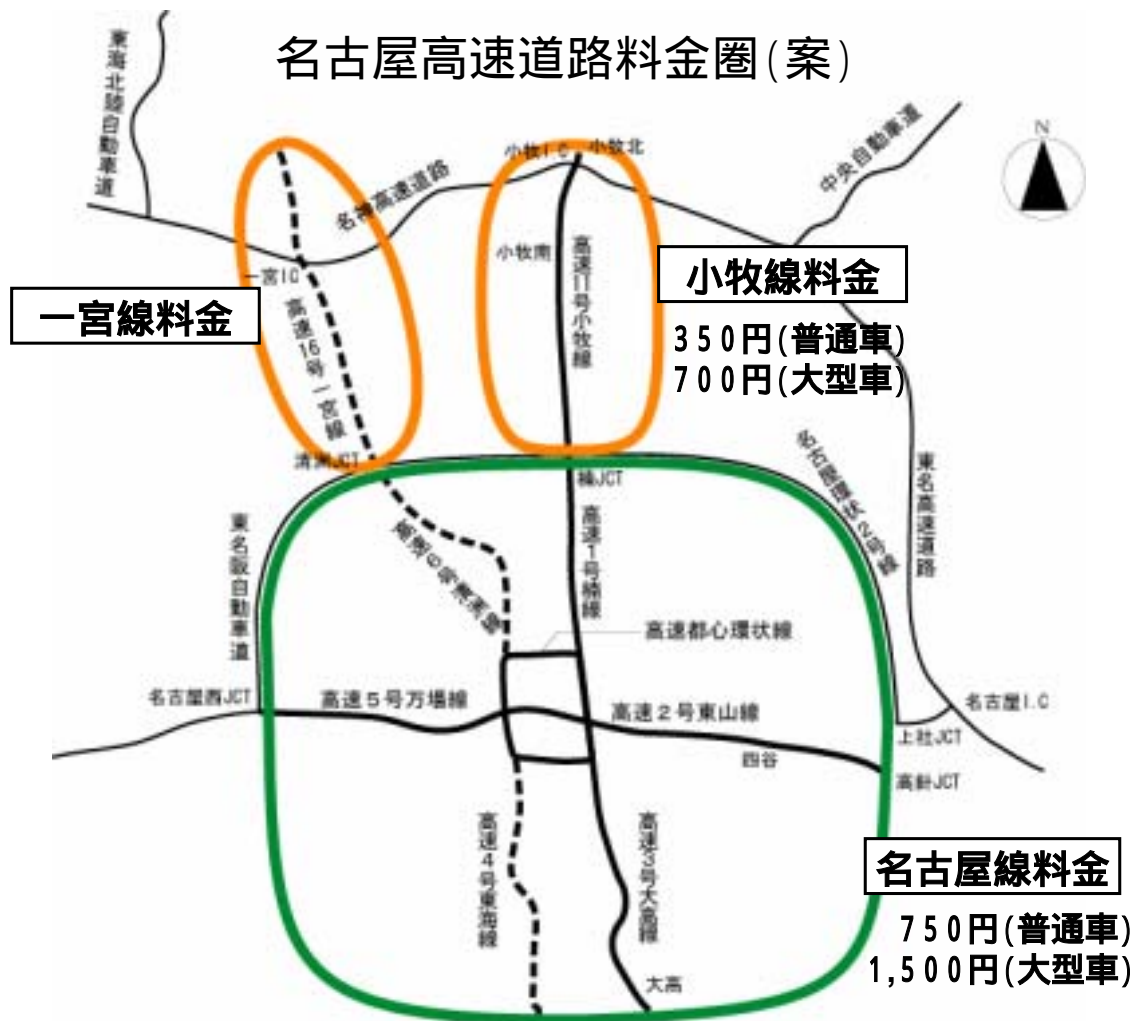 名古屋高速道路料金圏(案)
東海北陸自動車道
小牧I.C
小牧北
N
中央自動車道
名神高速道路
小牧南
高速11号小牧線
一宮IC
小牧線料金
350円(普通車)
700円(大型車)
一宮線料金
高速16号一宮線
清洲JCT
楠JCT
名古屋環状2号線
東名高速道路
東名阪自動車道
高速6号清洲線
高速1号楠線
高速都心環状線
名古屋西JCT
高速5号万場線
高速2号東山線
名古屋I.C
上社JCT
四谷
高針JCT
高速4号東海線
高速3号大高線
名古屋線料金
750円(普通車)
1,500円(大型車)
大高